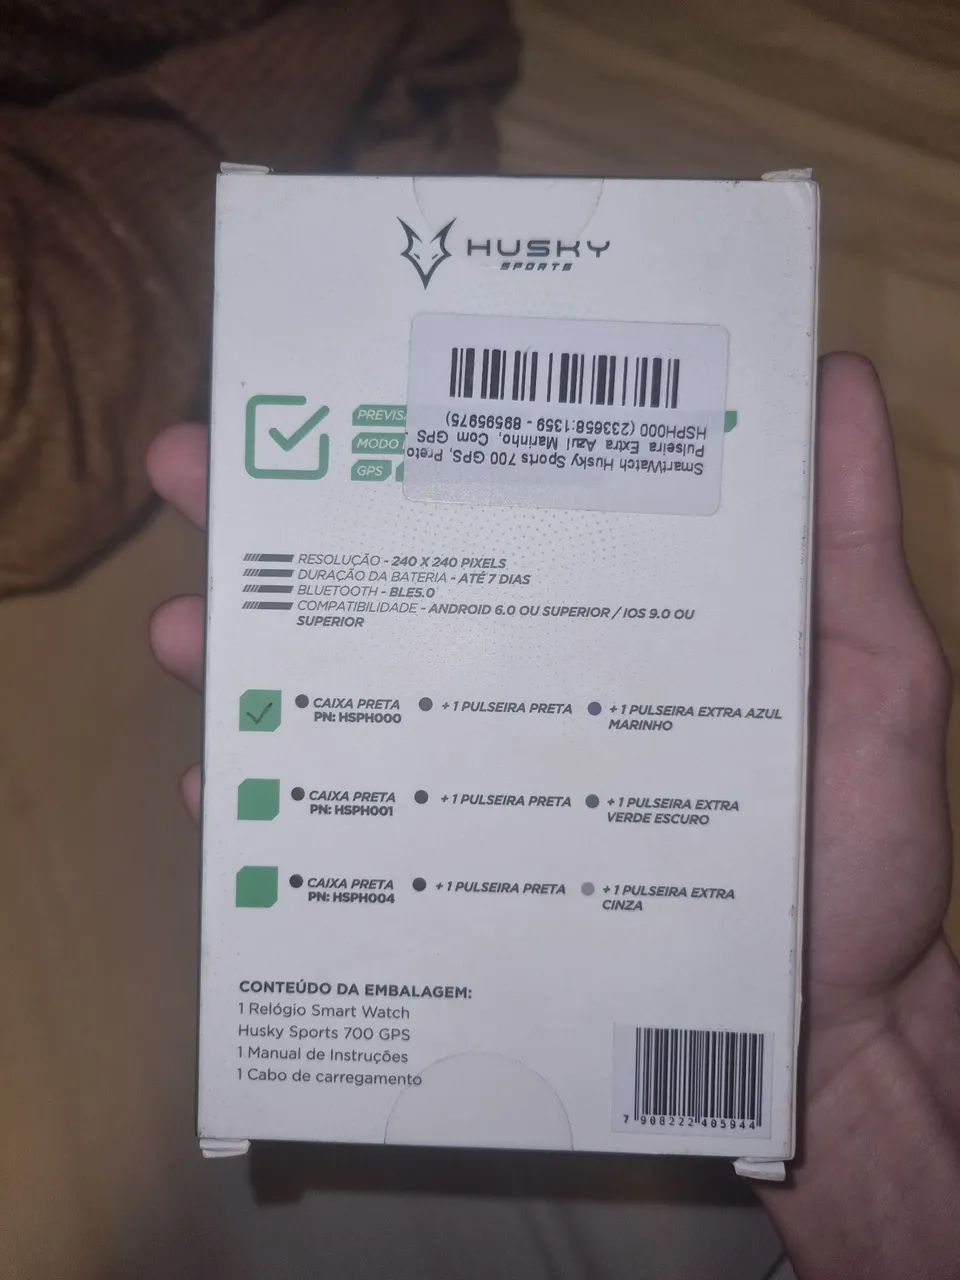 HUSKY
SPORTS
SmartWatch Husky Sports 700 GPS, Preto
Pulseira Extra Azul Marinho, Com GPS
HSPH000 (233658:1359 - 89595975)
PREVIS
MODO
GPS
RESOLUÇÃO - 240 X 240 PIXELS
DURAÇÃO DA BATERIA - ATÉ 7 DIAS
BLUETOOTH - BLE5.0
COMPATIBILIDADE - ANDROID 6.0 OU SUPERIOR / IOS 9.0 OU
SUPERIOR
CAIXA PRETA
PN: HSPH000
+ 1 PULSEIRA PRETA
+ 1 PULSEIRA EXTRA AZUL
MARINHO
CAIXA PRETA
PN: HSPH001
+ 1 PULSEIRA PRETA
+ 1 PULSEIRA EXTRA
VERDE ESCURO
CAIXA PRETA
PN: HSPH004
+ 1 PULSEIRA PRETA
+ 1 PULSEIRA EXTRA
CINZA
CONTEÚDO DA EMBALAGEM:
1 Relógio Smart Watch
Husky Sports 700 GPS
1 Manual de Instruções
1 Cabo de carregamento
7 908222 405944